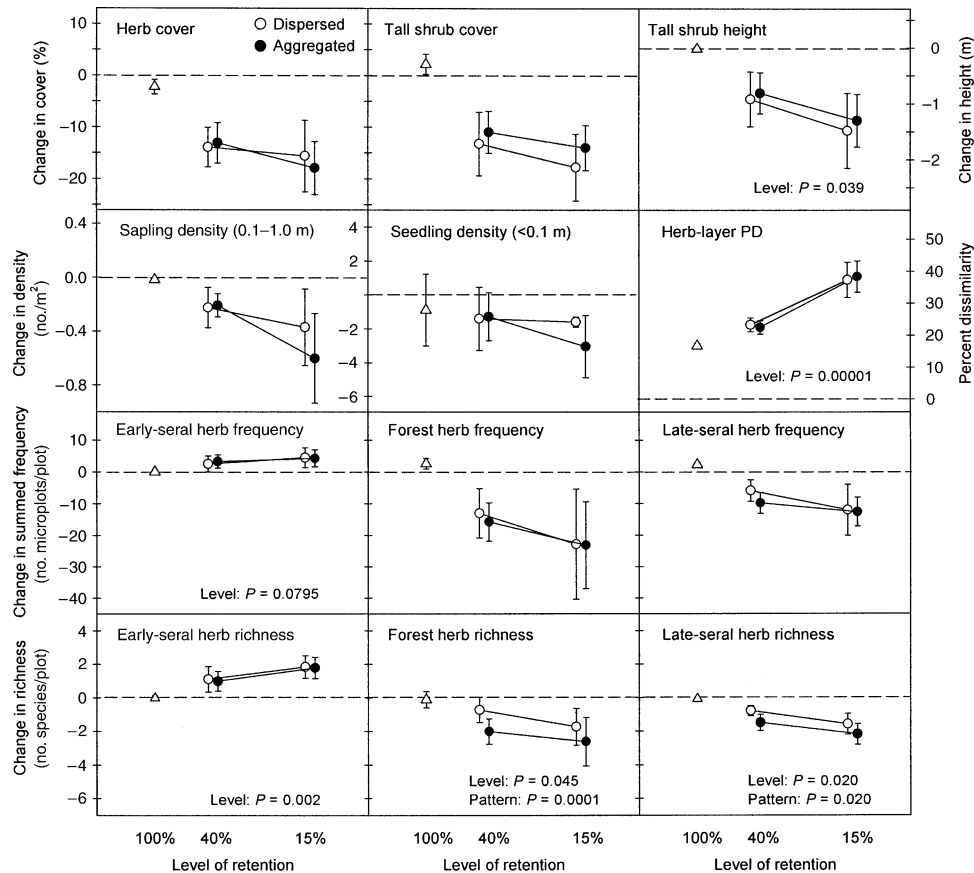 Herb cover
Dispersed
Aggregated
Tall shrub cover
Tall shrub height
10
0
−10
−20
Change in cover (%)
0
−1
−2
Change in height (m)
Level: P = 0.039
Sapling density (0.1–1.0 m)
Seedling density (<0.1 m)
Herb-layer PD
0.4
0.0
−0.4
−0.8
Change in density
(no./m²)
4
2
−2
−4
−6
50
40
30
20
10
0
Percent dissimilarity
Level: P = 0.00001
Early-seral herb frequency
Forest herb frequency
Late-seral herb frequency
10
0
−10
−20
−30
−40
Change in summed frequency
(no. microplots/plot)
Level: P = 0.0795
Early-seral herb richness
Forest herb richness
Late-seral herb richness
4
2
0
−2
−4
−6
Change in richness
(no. species/plot)
Level: P = 0.002
Level: P = 0.045
Pattern: P = 0.0001
Level: P = 0.020
Pattern: P = 0.020
100% 40% 15%
100% 40% 15%
100% 40% 15%
Level of retention
Level of retention
Level of retention